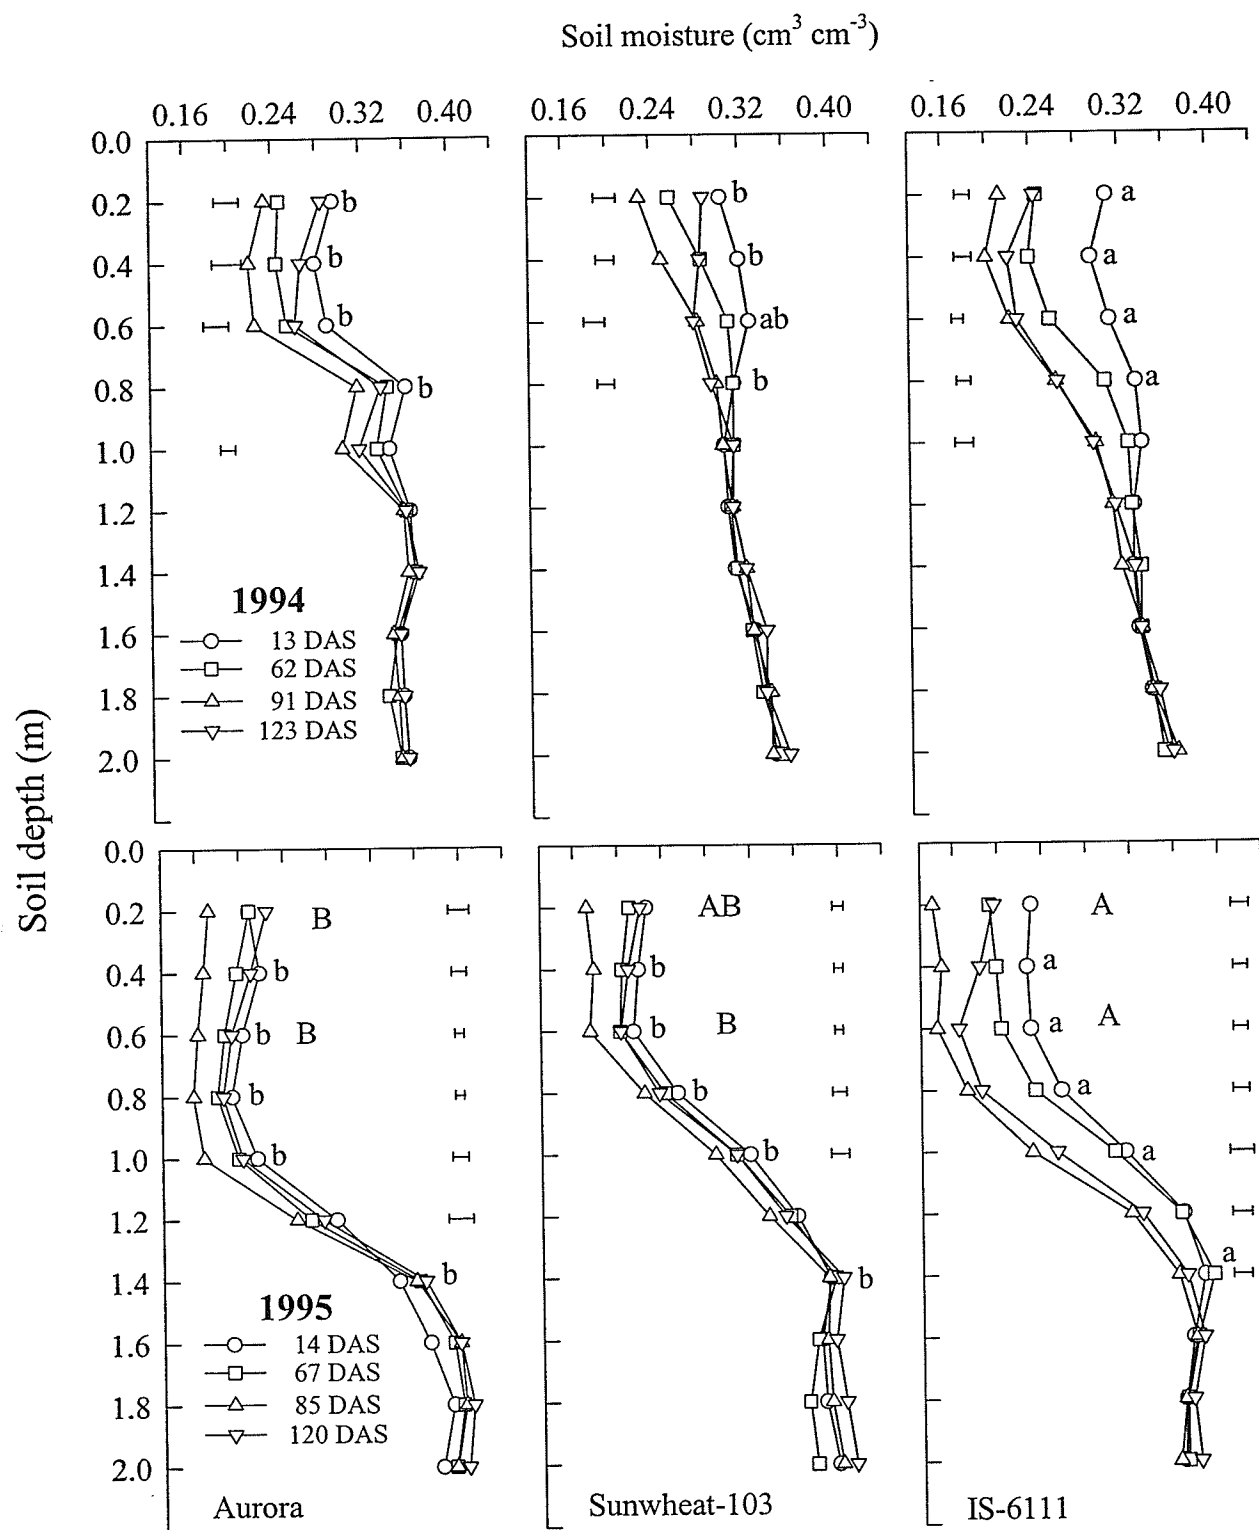 Soil moisture (cm³ cm⁻³)
0.16 0.24 0.32 0.40 0.16 0.24 0.32 0.40 0.16 0.24 0.32 0.40
0.0
0.2 b b a
0.4 b b a
0.6 b ab a
0.8 b b a
1.0
1.2
1.4
1994
13 DAS
1.6
62 DAS
1.8 91 DAS
123 DAS
2.0
Soil depth (m)
0.0
0.2 B AB A
0.4 b b a
0.6 b B b B a A
0.8 b b a
1.0 b b a
1.2
a
1.4 b b
1995
1.6 14 DAS
67 DAS
1.8 85 DAS
120 DAS
2.0
Aurora Sunwheat-103 IS-6111